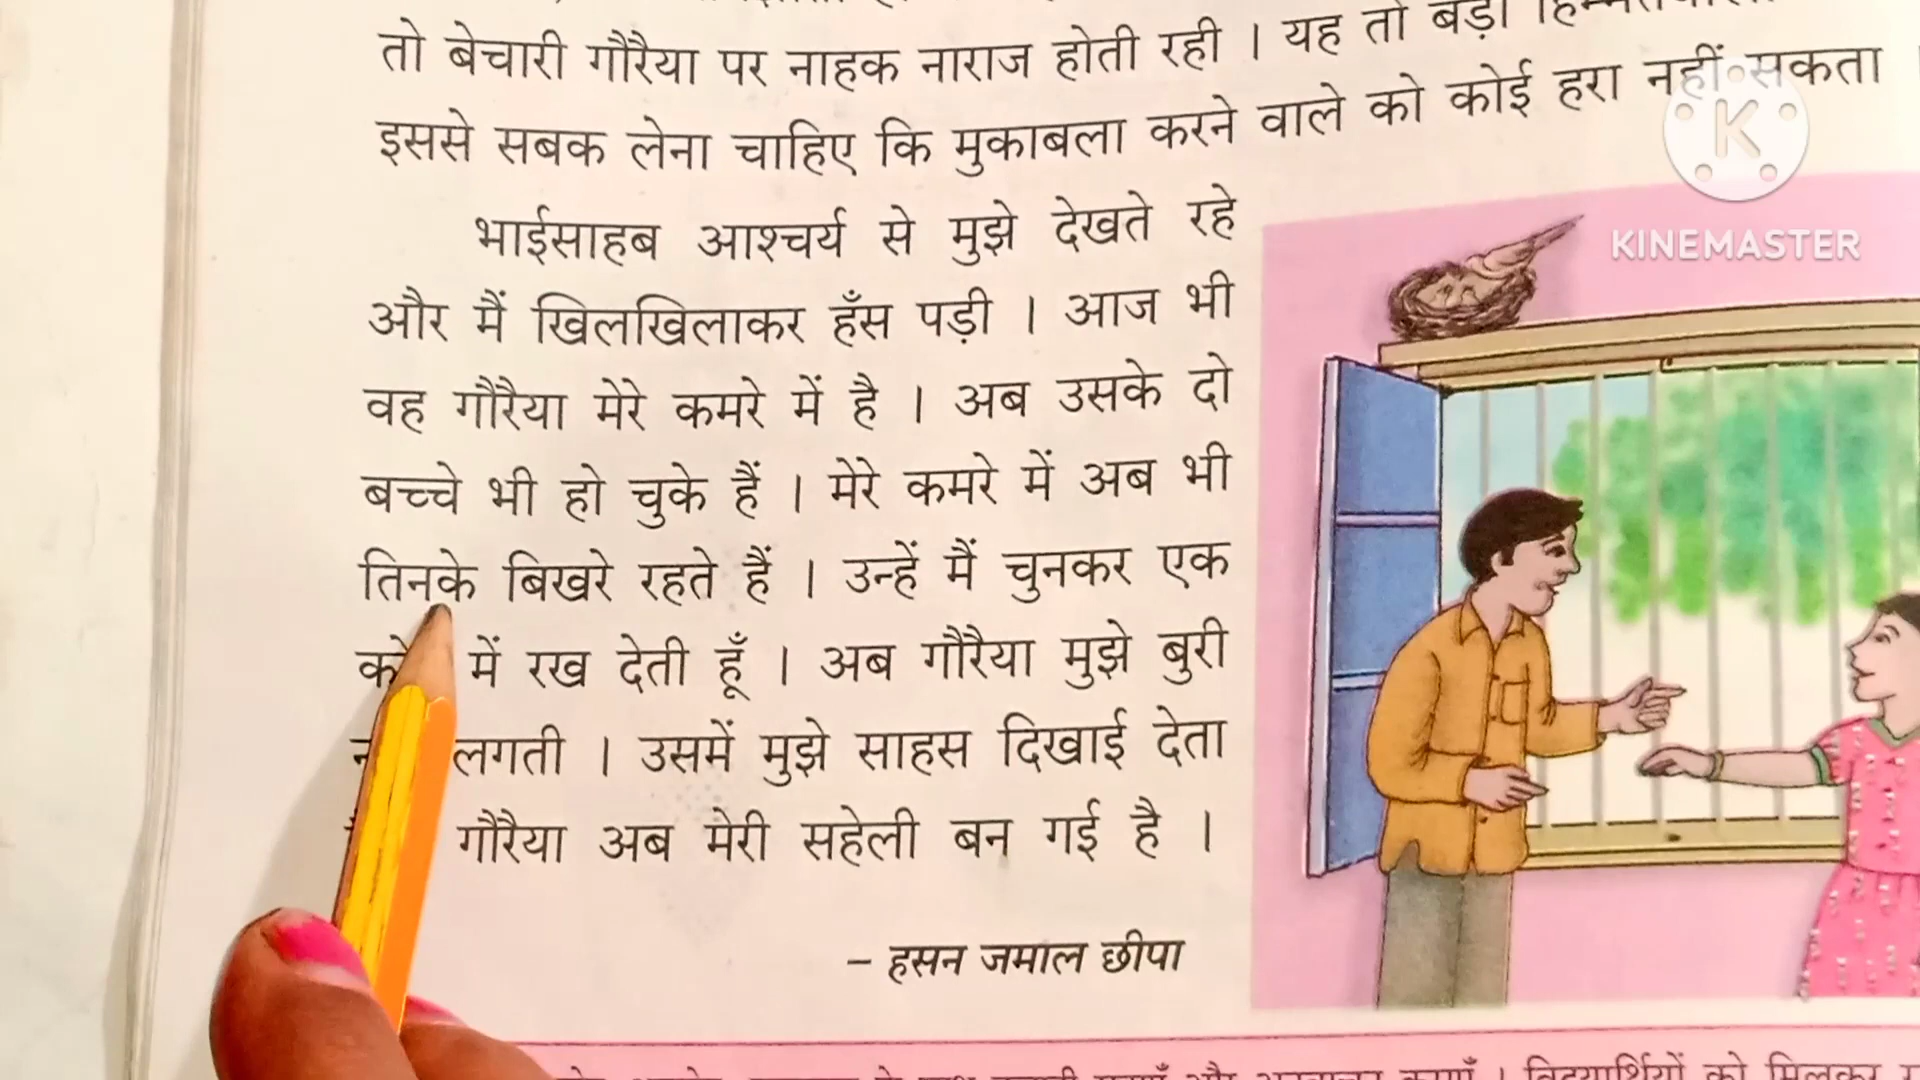 तो बेचारी गौरैया पर नाहक नाराज होती रही । यह तो बड़ी
इससे सबक लेना चाहिए कि मुकाबला करने वाले को कोई हरा नहीं सकता ।
K
KINEMASTER
भाईसाहब आश्चर्य से मुझे देखते रहे
और मैं खिलखिलाकर हँस पड़ी । आज भी
वह गौरैया मेरे कमरे में है । अब उसके दो
बच्चे भी हो चुके हैं । मेरे कमरे में अब भी
तिनके बिखरे रहते हैं । उन्हें मैं चुनकर एक
में रख देती हूँ । अब गौरैया मुझे बुरी
लगती । उसमें मुझे साहस दिखाई देता
गौरैया अब मेरी सहेली बन गई है ।
– हसन जमाल छीपा